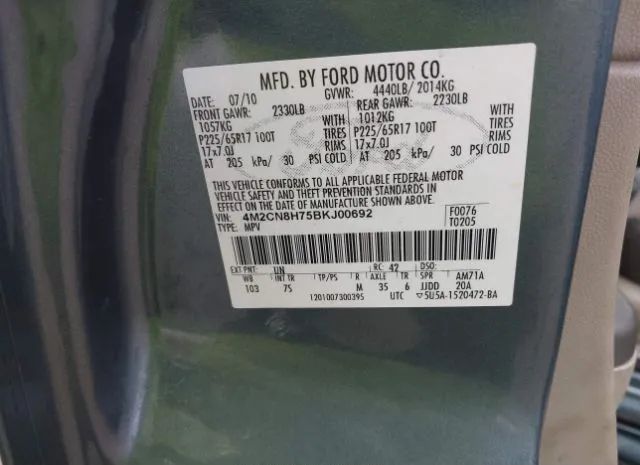 MFD. BY FORD MOTOR CO.
DATE: 07/10 GVWR: 4440LB/ 2014KG
FRONT GAWR: 2330LB REAR GAWR: 2230LB
1057KG WITH 1012KG WITH
P225/65R17 100T TIRES P225/65R17 100T TIRES
17x7.0J RIMS 17x7.0J RIMS
AT 205 kPa/ 30 PSI COLD AT 205 kPa/ 30 PSI COLD
THIS VEHICLE CONFORMS TO ALL APPLICABLE FEDERAL MOTOR
VEHICLE SAFETY AND THEFT PREVENTION STANDARDS IN
EFFECT ON THE DATE OF MANUFACTURE SHOWN ABOVE.
VIN: 4M2CN8H75BKJ00692 F0076
TYPE: MPV T0205
EXT PNT: UN RC: 42 DSO:
WB INT TR TP/PS R AXLE TR SPR AM71A
103 75 M 35 6 JJDD 20A
1201007300395 UTC ▽5U5A-1520472-BA